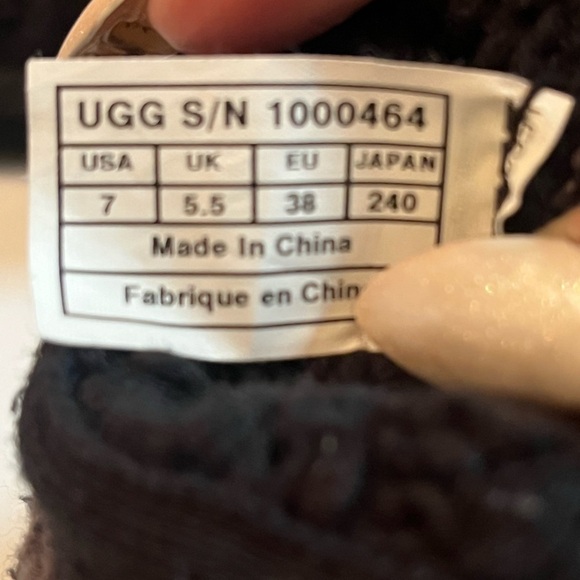 UGG S/N 1000464
USA UK EU JAPAN
7 5.5 38 240
Made In China
Fabrique en Chin